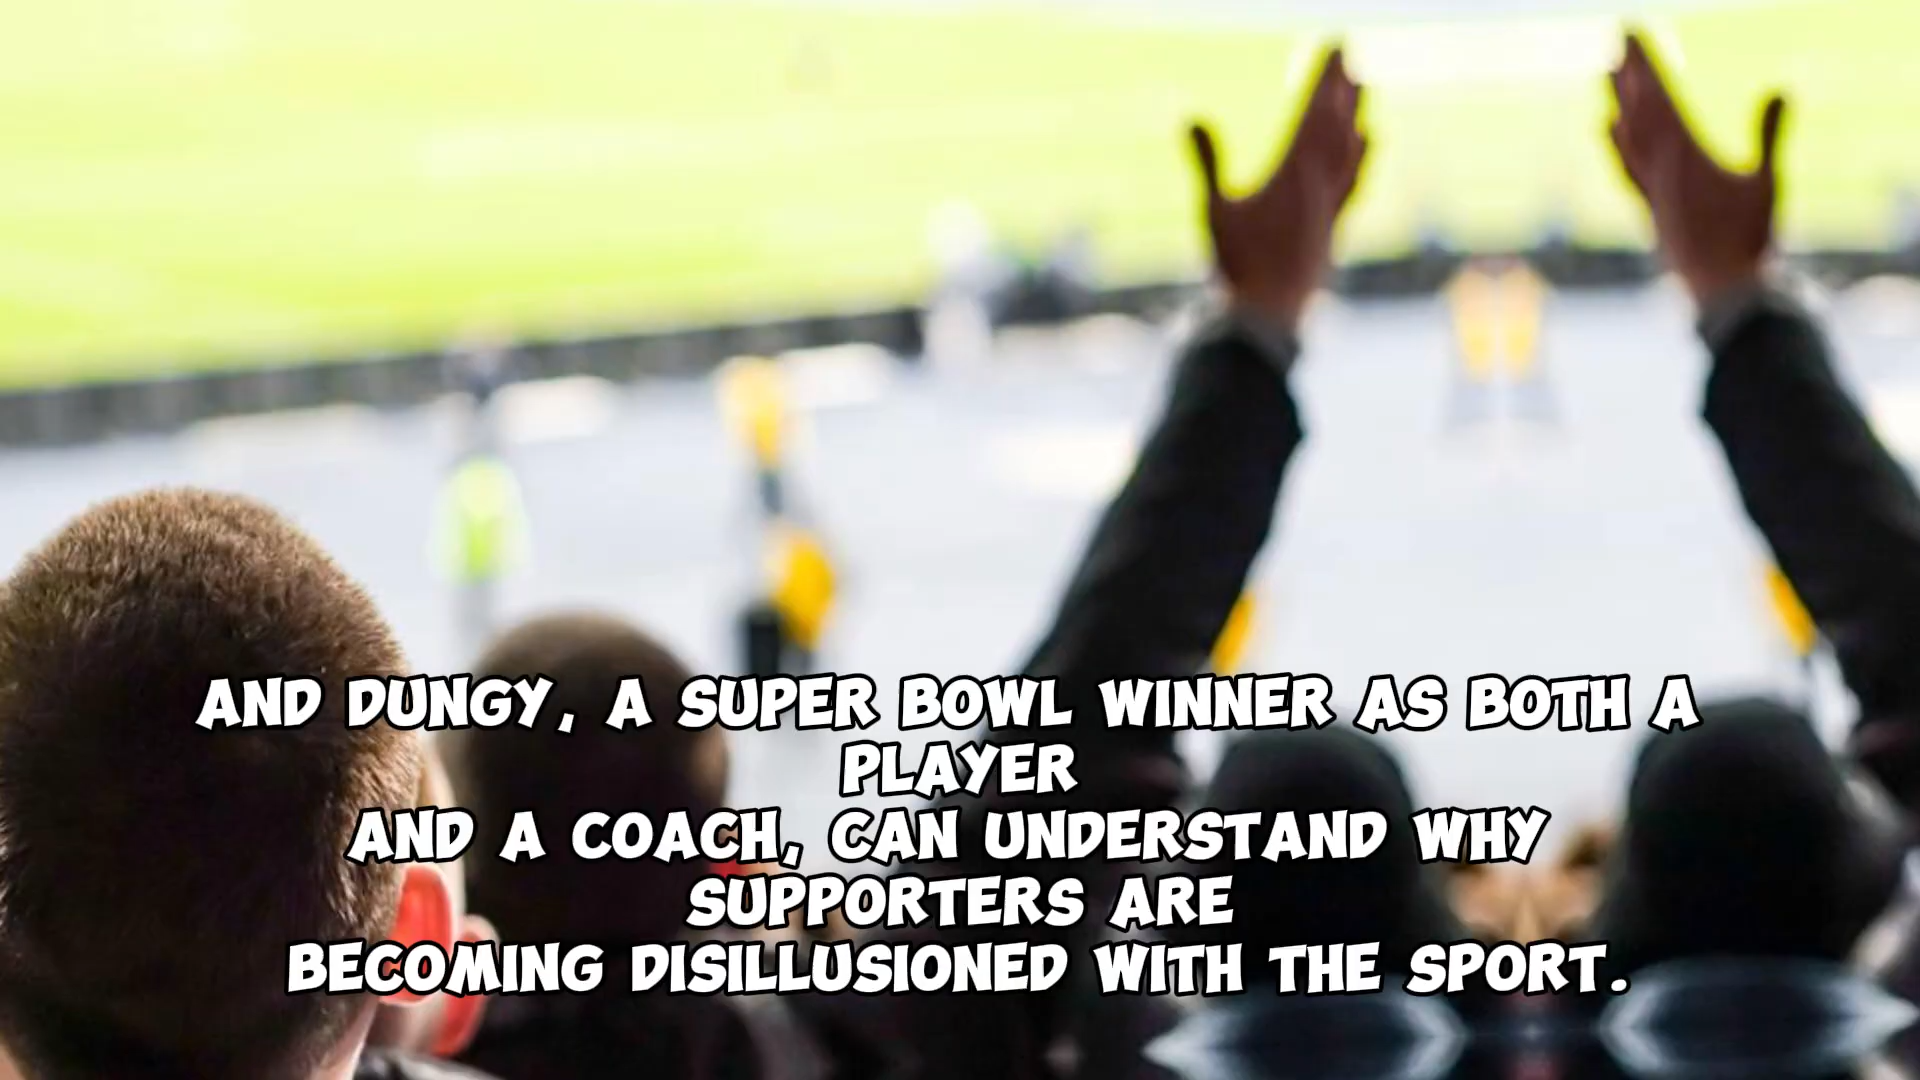 AND DUNGY, A SUPER BOWL WINNER AS BOTH A
PLAYER
AND A COACH, CAN UNDERSTAND WHY
SUPPORTERS ARE
BECOMING DISILLUSIONED WITH THE SPORT.